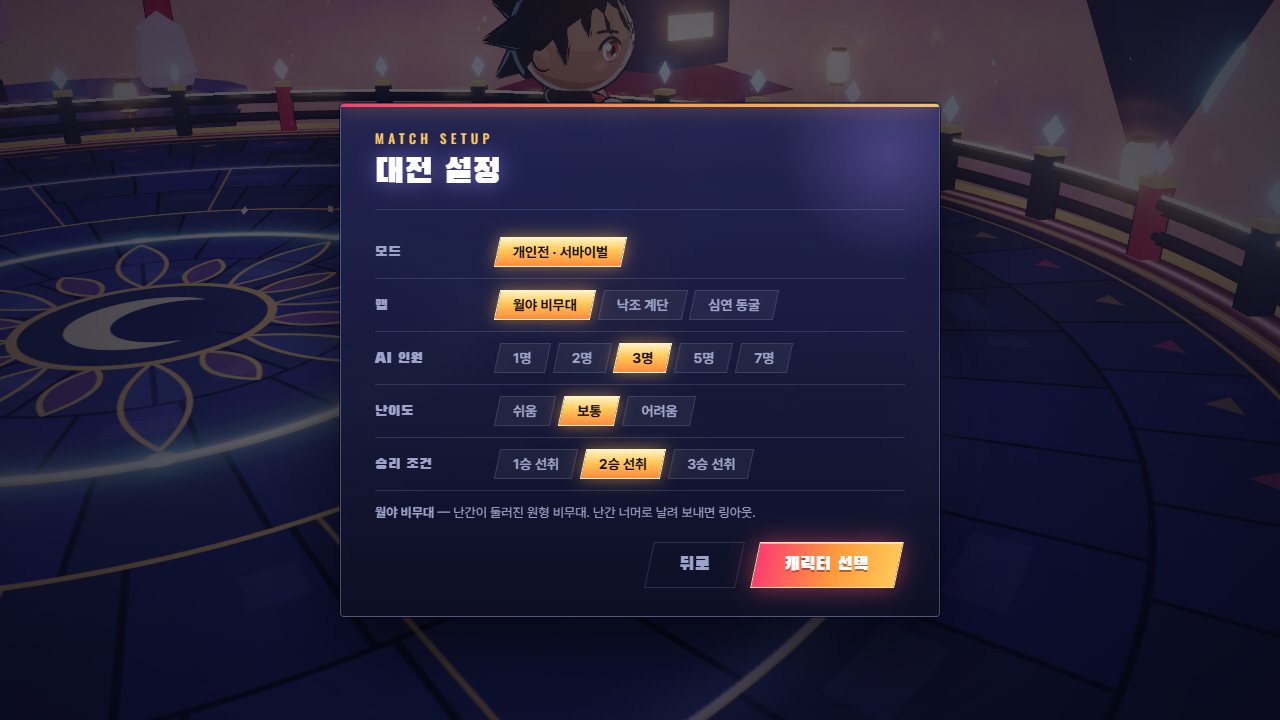 MATCH SETUP
대전 설정
모드 개인전 · 서바이벌
맵 월야 비무대 낙조 계단 심연 동굴
AI 인원 1명 2명 3명 5명 7명
난이도 쉬움 보통 어려움
승리 조건 1승 선취 2승 선취 3승 선취
월야 비무대 — 난간이 둘러진 원형 비무대. 난간 너머로 날려 보내면 링아웃.
뒤로 캐릭터 선택